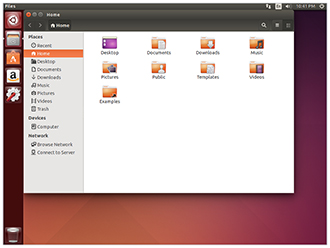 Files
En
10:41 PM
Home
Home
Places
Recent
Home
Desktop
Documents
Downloads
Music
Pictures
Videos
Trash
Devices
Computer
Network
Browse Network
Connect to Server
Desktop
Documents
Downloads
Music
Pictures
Public
Templates
Videos
Examples